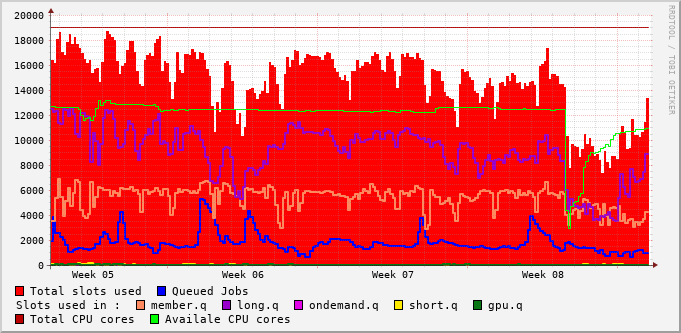 RRDTOOL / TOBI OETIKER
20000
18000
16000
14000
12000
10000
8000
6000
4000
2000
0
Week 05 Week 06 Week 07 Week 08
Total slots used Queued Jobs
Slots used in : member.q long.q ondemand.q short.q gpu.q
Total CPU cores Availale CPU cores